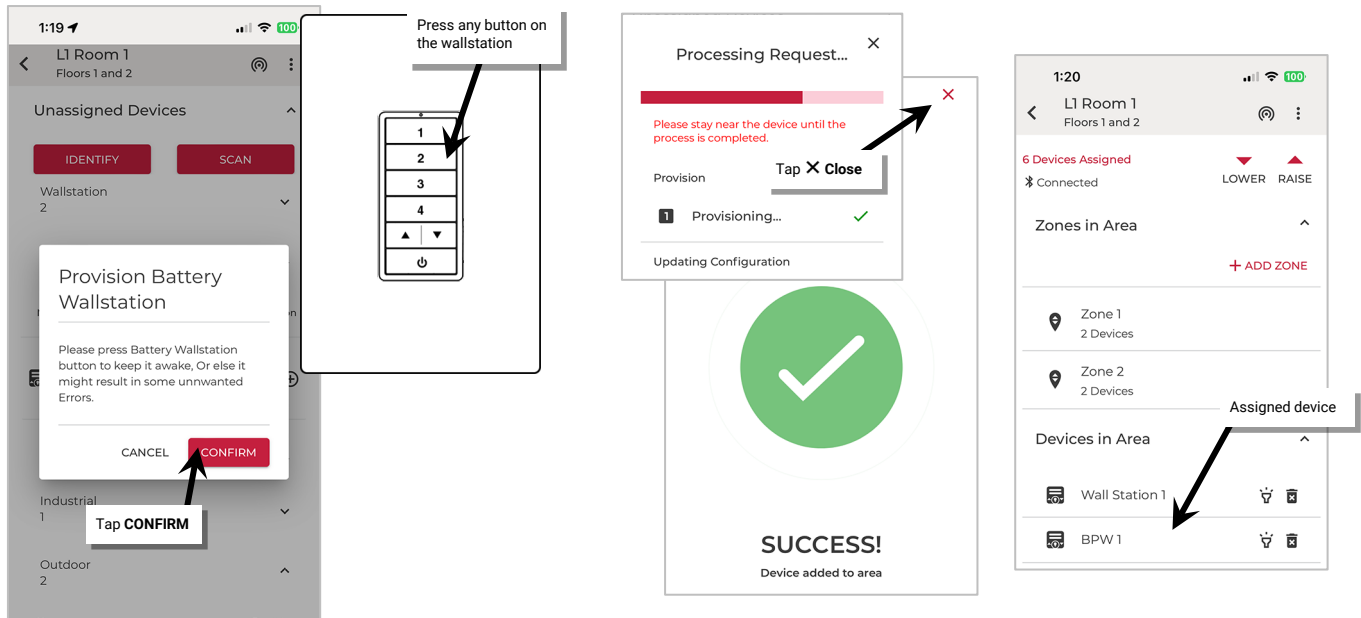 1:19
100
L1 Room 1
Floors 1 and 2
Unassigned Devices
IDENTIFY
SCAN
Wallstation
2
Provision Battery
Wallstation
Please press Battery Wallstation
button to keep it awake, Or else it
might result in some unnwanted
Errors.
CANCEL
CONFIRM
Tap CONFIRM
Industrial
1
Outdoor
2
Press any button on
the wallstation
1
2
3
4
Processing Request...
Please stay near the device until the
process is completed.
Tap ✕ Close
Provision
1 Provisioning...
Updating Configuration
SUCCESS!
Device added to area
1:20
100
L1 Room 1
Floors 1 and 2
6 Devices Assigned
Connected
LOWER
RAISE
Zones in Area
+ ADD ZONE
Zone 1
2 Devices
Zone 2
2 Devices
Assigned device
Devices in Area
Wall Station 1
BPW 1